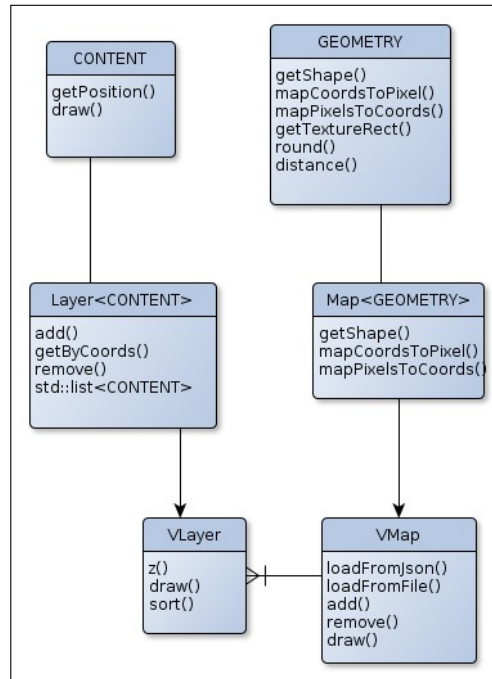 CONTENT
getPosition()
draw()
GEOMETRY
getShape()
mapCoordsToPixel()
mapPixelsToCoords()
getTextureRect()
round()
distance()
Layer<CONTENT>
add()
getByCoords()
remove()
std::list<CONTENT>
Map<GEOMETRY>
getShape()
mapCoordsToPixel()
mapPixelsToCoords()
VLayer
z()
draw()
sort()
VMap
loadFromJson()
loadFromFile()
add()
remove()
draw()